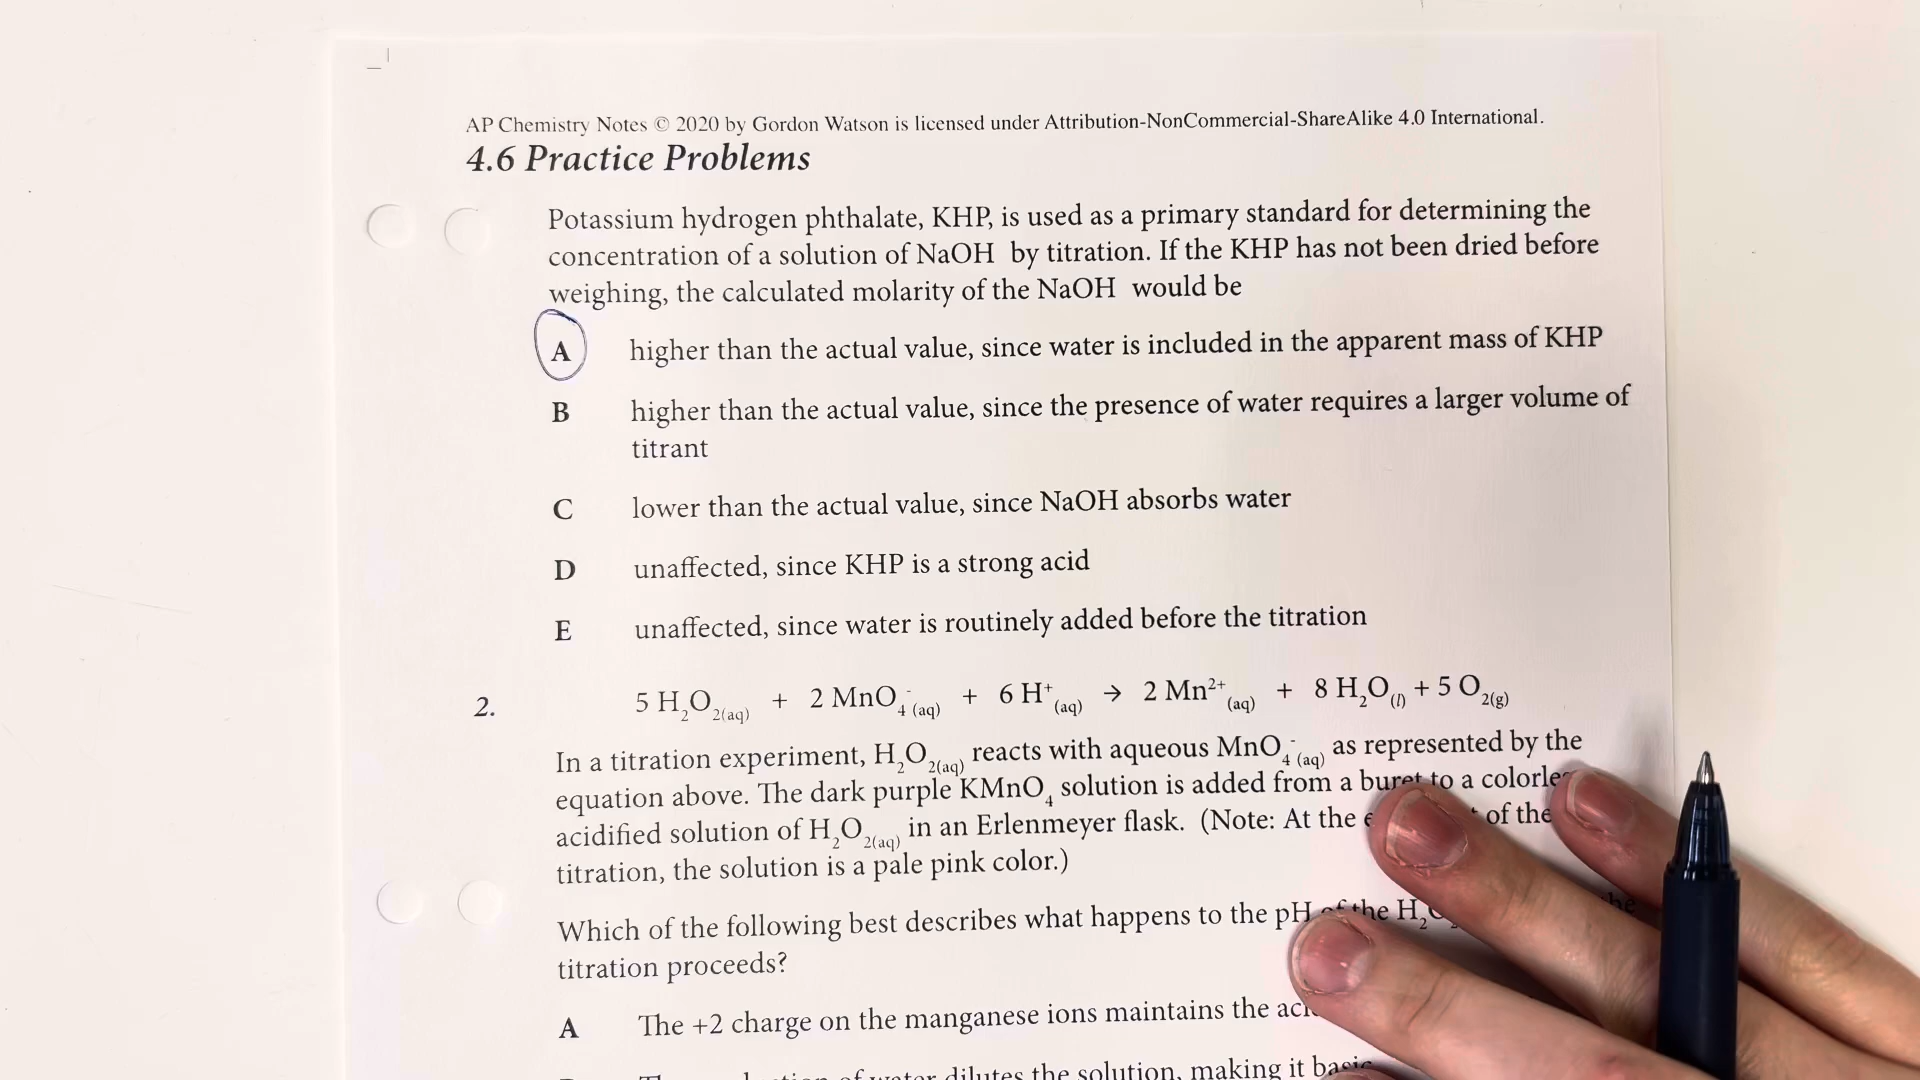 AP Chemistry Notes © 2020 by Gordon Watson is licensed under Attribution-NonCommercial-ShareAlike 4.0 International.
4.6 Practice Problems
Potassium hydrogen phthalate, KHP, is used as a primary standard for determining the
concentration of a solution of NaOH by titration. If the KHP has not been dried before
weighing, the calculated molarity of the NaOH would be
A higher than the actual value, since water is included in the apparent mass of KHP
B higher than the actual value, since the presence of water requires a larger volume of
titrant
C lower than the actual value, since NaOH absorbs water
D unaffected, since KHP is a strong acid
E unaffected, since water is routinely added before the titration
2. 5 H₂O₂(aq) + 2 MnO₄⁻(aq) + 6 H⁺(aq) → 2 Mn²⁺(aq) + 8 H₂O(l) + 5 O₂(g)
In a titration experiment, H₂O₂(aq) reacts with aqueous MnO₄⁻(aq) as represented by the
equation above. The dark purple KMnO₄ solution is added from a buret to a
acidified solution of H₂O₂(aq) in an Erlenmeyer flask. (Note: At the of the
titration, the solution is a pale pink color.)
Which of the following best describes what happens to the pH of the
titration proceeds?
A The +2 charge on the manganese ions maintains the
of water dilutes the solution, making it basic